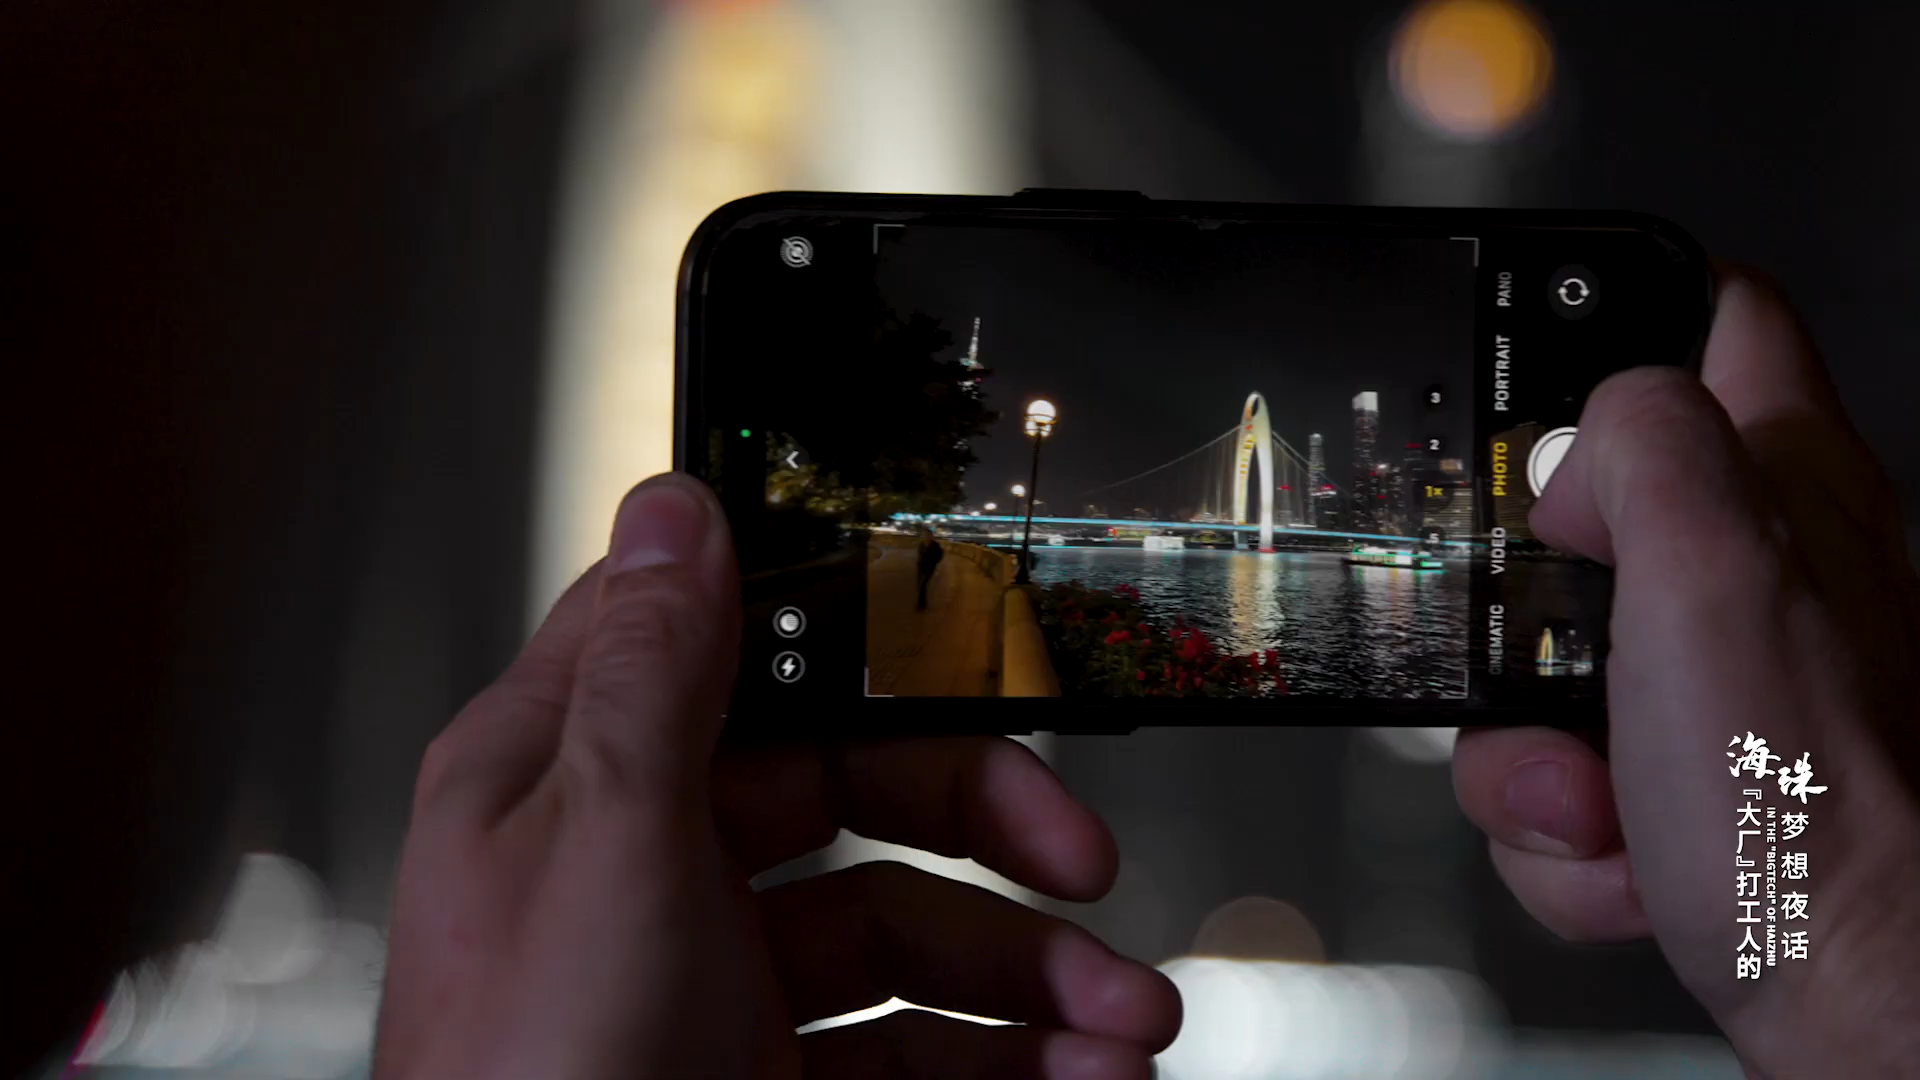 PANO
PORTRAIT
PHOTO
VIDEO
CINEMATIC
3
2
1×
.5
海珠
『大厂』打工人的
IN THE "BIGTECH" OF HAIZHU
梦想夜话